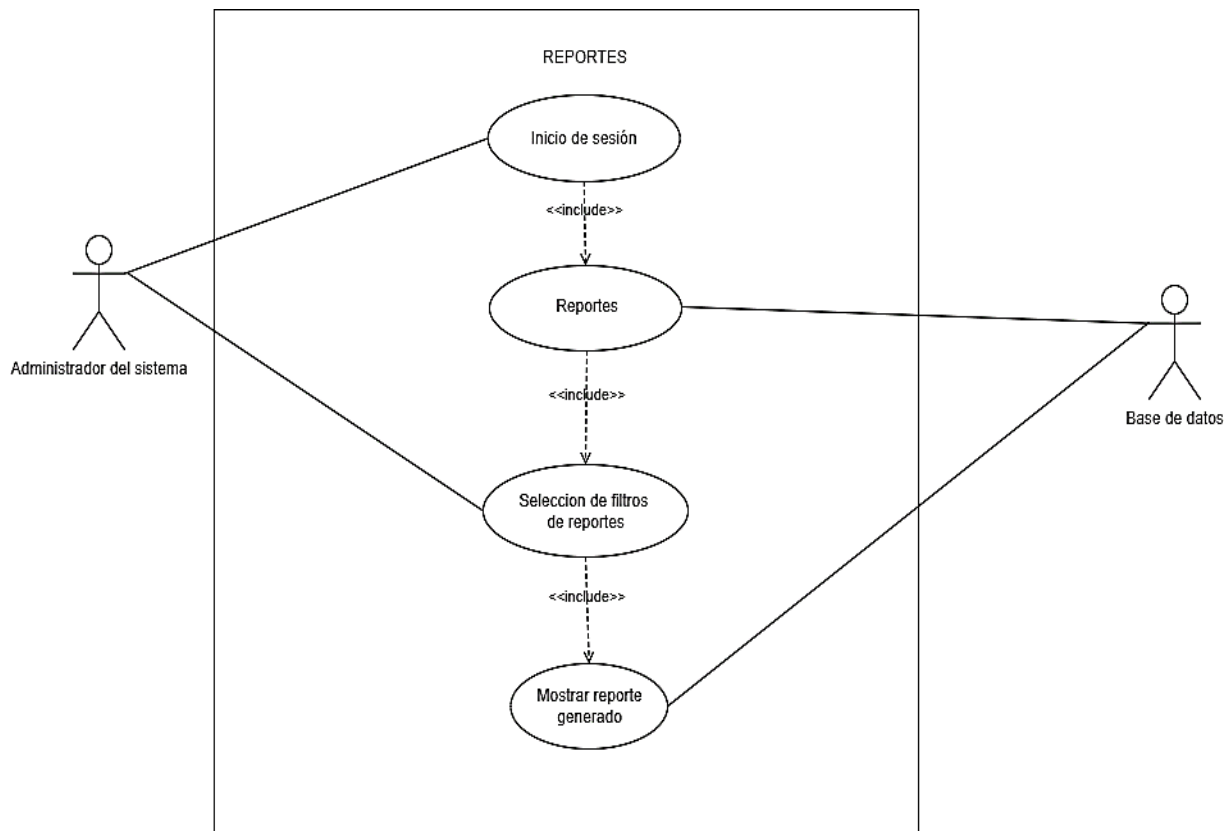 REPORTES
Inicio de sesión
<<include>>
Reportes
Administrador del sistema
<<include>>
Base de datos
Seleccion de filtros
de reportes
<<include>>
Mostrar reporte
generado